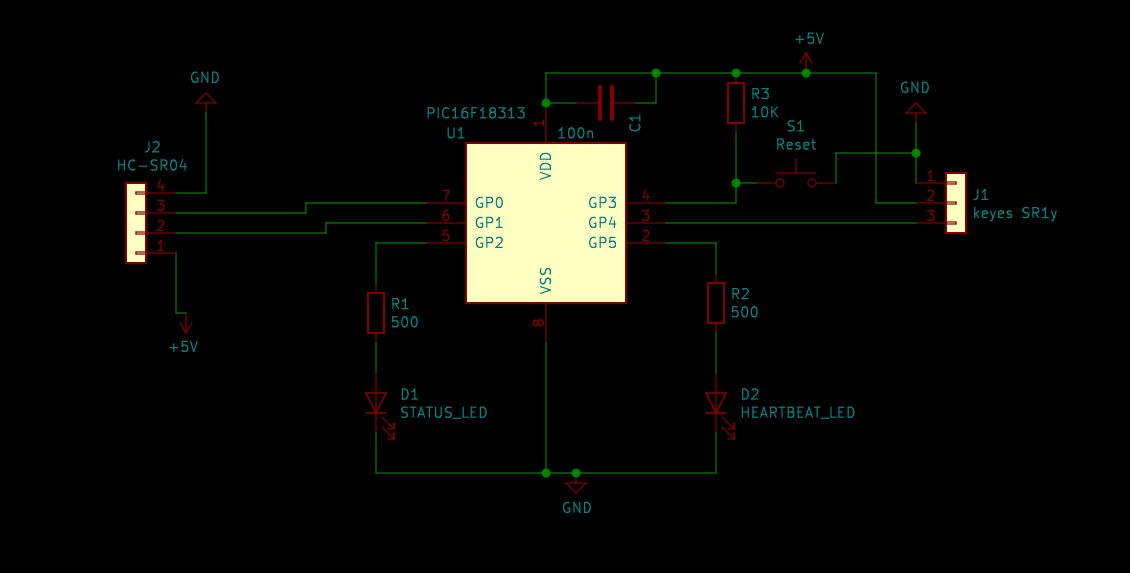 +5V
GND
GND
R3
10K
PIC16F18313
U1
1
100n
C1
S1
Reset
J2
HC-SR04
VDD
4
3
2
1
7
6
5
GP0
GP1
GP2
GP3
GP4
GP5
4
3
2
1
2
3
J1
keyes SR1y
VSS
8
R1
500
R2
500
+5V
D1
STATUS_LED
D2
HEARTBEAT_LED
GND